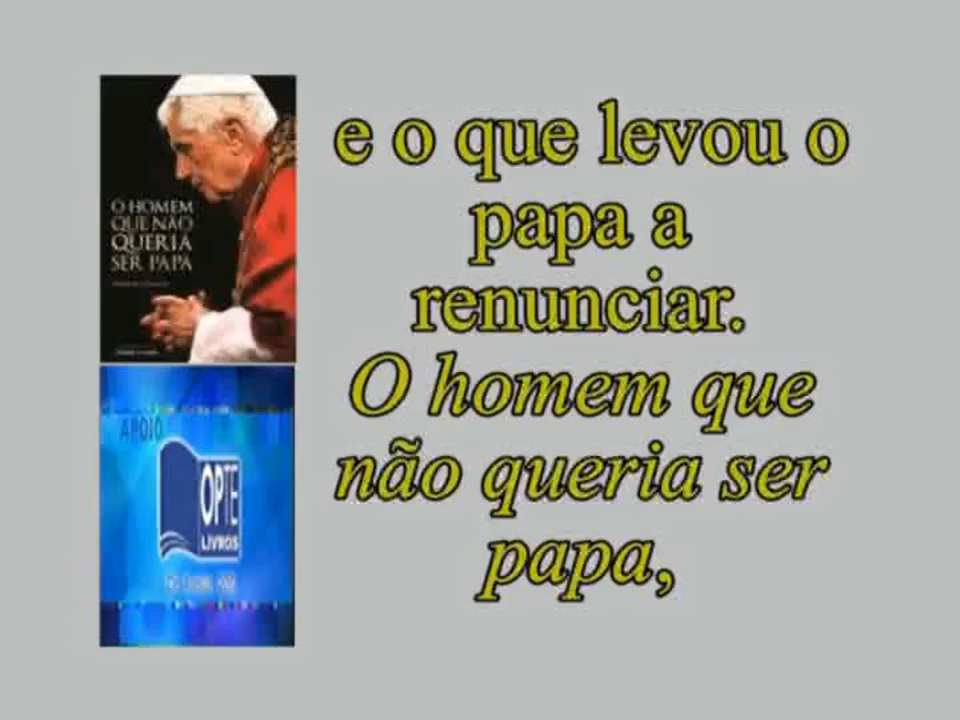 O HOMEM
QUE NÃO
QUERIA
SER PAPA
APOIO
OPTE
LIVROS
e o que levou o
papa a
renunciar.
O homem que
não queria ser
papa,